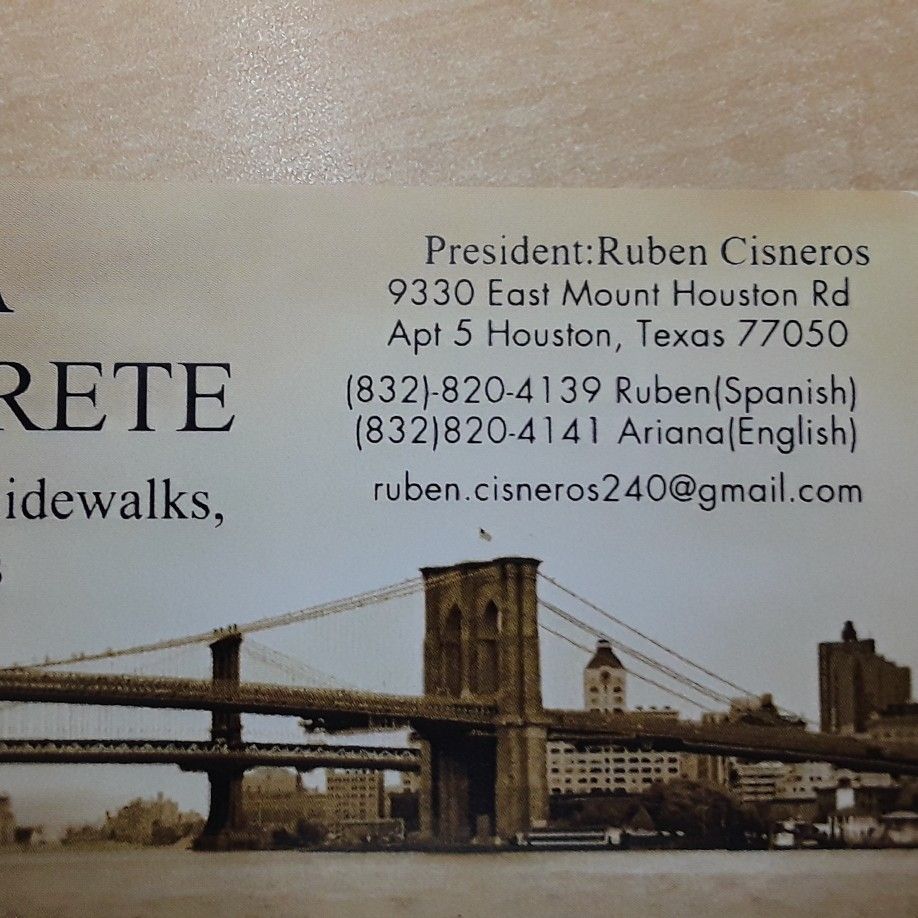 President:Ruben Cisneros
9330 East Mount Houston Rd
Apt 5 Houston, Texas 77050
RETE
(832)-820-4139 Ruben(Spanish)
(832)820-4141 Ariana(English)
idewalks,
ruben.cisneros240@gmail.com